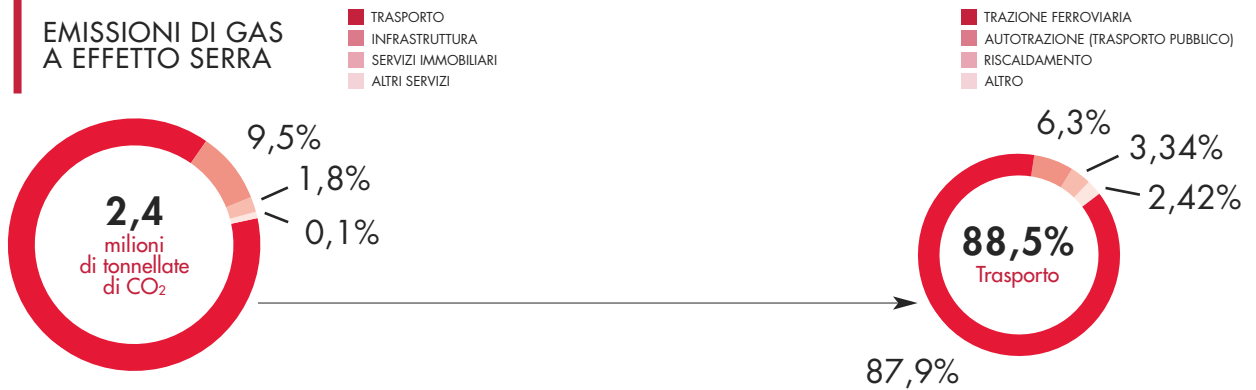 EMISSIONI DI GAS
A EFFETTO SERRA
TRASPORTO
INFRASTRUTTURA
SERVIZI IMMOBILIARI
ALTRI SERVIZI
TRAZIONE FERROVIARIA
AUTOTRAZIONE (TRASPORTO PUBBLICO)
RISCALDAMENTO
ALTRO
9,5%
1,8%
0,1%
2,4
milioni
di tonnellate
di CO₂
6,3%
3,34%
2,42%
88,5%
Trasporto
87,9%